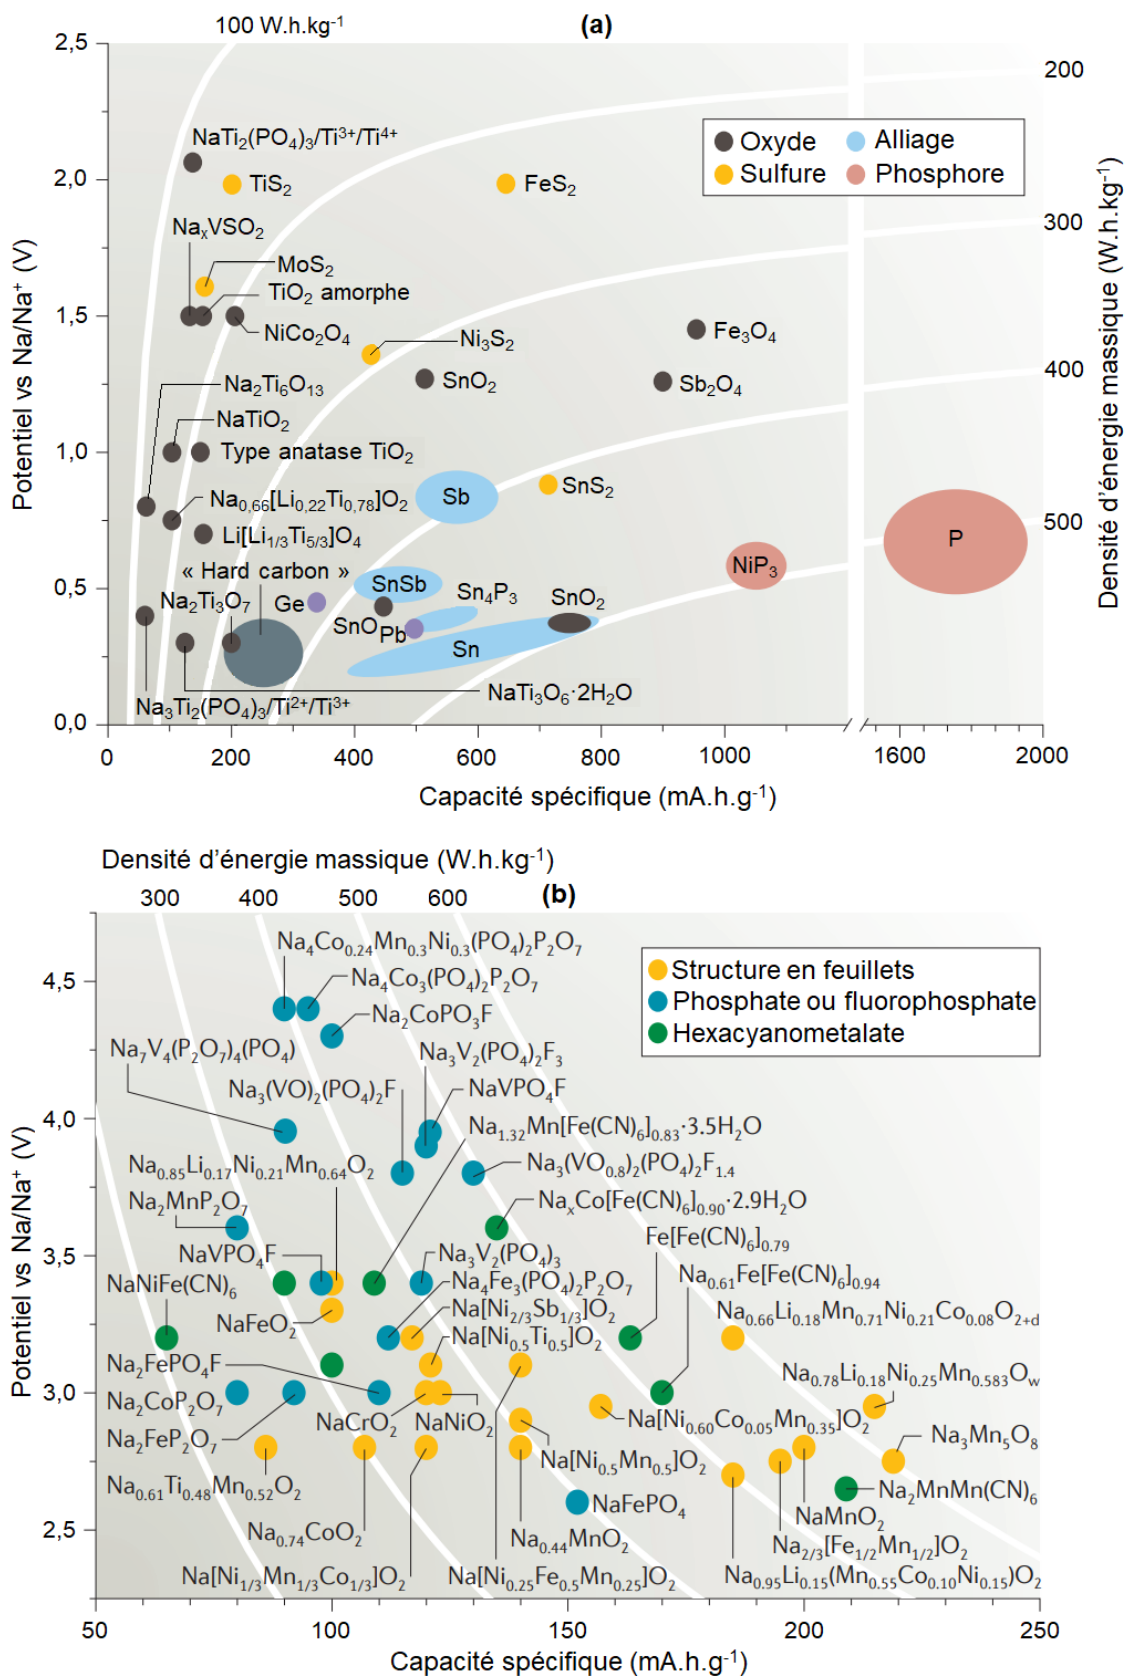 100 W.h.kg⁻¹
(a)
2,5
2,0
1,5
1,0
0,5
0,0
Potentiel vs Na/Na⁺ (V)
200
300
400
500
Densité d’énergie massique (W.h.kg⁻¹)
Oxyde
Alliage
Sulfure
Phosphore
NaTi₂(PO₄)₃/Ti³⁺/Ti⁴⁺
TiS₂
FeS₂
NaₓVSO₂
MoS₂
TiO₂ amorphe
NiCo₂O₄
Ni₃S₂
Fe₃O₄
SnO₂
Sb₂O₄
Na₂Ti₆O₁₃
NaTiO₂
Type anatase TiO₂
Sb
SnS₂
Na₀,₆₆[Li₀,₂₂Ti₀,₇₈]O₂
Li[Li₁/₃Ti₅/₃]O₄
P
NiP₃
« Hard carbon »
SnSb
Sn₄P₃
Na₂Ti₃O₇
Ge
SnO₂
SnO
Pb
Sn
NaTi₃O₆·2H₂O
Na₃Ti₂(PO₄)₃/Ti²⁺/Ti³⁺
0
200
400
600
800
1000
1600
2000
Capacité spécifique (mA.h.g⁻¹)
Densité d’énergie massique (W.h.kg⁻¹)
300
400
500
600
(b)
4,5
4,0
3,5
3,0
2,5
Potentiel vs Na/Na⁺ (V)
Structure en feuillets
Phosphate ou fluorophosphate
Hexacyanometalate
Na₄Co₀.₂₄Mn₀.₃Ni₀.₃(PO₄)₂P₂O₇
Na₄Co₃(PO₄)₂P₂O₇
Na₂CoPO₃F
Na₇V₄(P₂O₇)₄(PO₄)
Na₃V₂(PO₄)₂F₃
Na₃(VO)₂(PO₄)₂F
NaVPO₄F
Na₁.₃₂Mn[Fe(CN)₆]₀.₈₃·3.5H₂O
Na₀.₈₅Li₀.₁₇Ni₀.₂₁Mn₀.₆₄O₂
Na₃(VO₀.₈)₂(PO₄)₂F₁.₄
Na₂MnP₂O₇
NaₓCo[Fe(CN)₆]₀.₉₀·2.9H₂O
Fe[Fe(CN)₆]₀.₇₉
NaVPO₄F
Na₃V₂(PO₄)₃
NaNiFe(CN)₆
Na₄Fe₃(PO₄)₂P₂O₇
Na₀.₆₁Fe[Fe(CN)₆]₀.₉₄
NaFeO₂
Na[Ni₂/₃Sb₁/₃]O₂
Na₀.₆₆Li₀.₁₈Mn₀.₇₁Ni₀.₂₁Co₀.₀₈O₂₊d
Na[Ni₀.₅Ti₀.₅]O₂
Na₂FePO₄F
Na₀.₇₈Li₀.₁₈Ni₀.₂₅Mn₀.₅₈₃Ow
Na₂CoP₂O₇
NaCrO₂
NaNiO₂
Na[Ni₀.₆₀Co₀.₀₅Mn₀.₃₅]O₂
Na₃Mn₅O₈
Na₂FeP₂O₇
Na[Ni₀.₅Mn₀.₅]O₂
Na₀.₆₁Ti₀.₄₈Mn₀.₅₂O₂
NaFePO₄
Na₂MnMn(CN)₆
NaMnO₂
Na₀.₇₄CoO₂
Na₀.₄₄MnO₂
Na₂/₃[Fe₁/₂Mn₁/₂]O₂
Na[Ni₁/₃Mn₁/₃Co₁/₃]O₂
Na[Ni₀.₂₅Fe₀.₅Mn₀.₂₅]O₂
Na₀.₉₅Li₀.₁₅(Mn₀.₅₅Co₀.₁₀Ni₀.₁₅)O₂
50
100
150
200
250
Capacité spécifique (mA.h.g⁻¹)